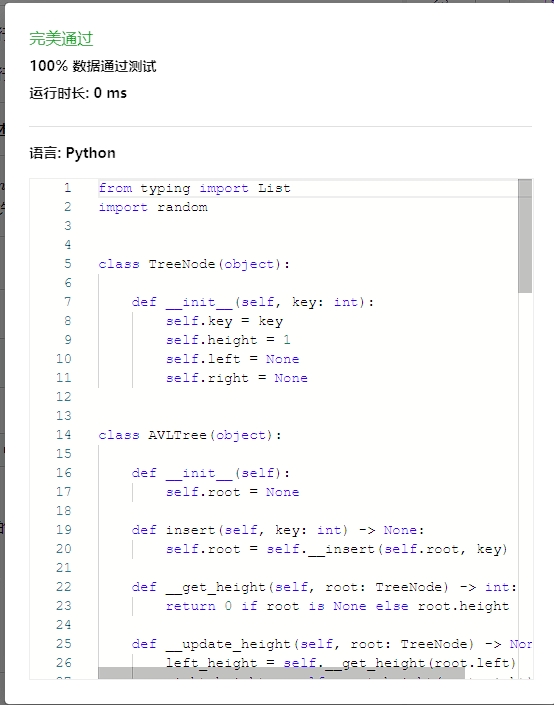 完美通过
100% 数据通过测试
运行时长: 0 ms
语言: Python
1 from typing import List
2 import random
3
4
5 class TreeNode(object):
6
7     def __init__(self, key: int):
8         self.key = key
9         self.height = 1
10         self.left = None
11         self.right = None
12
13
14 class AVLTree(object):
15
16     def __init__(self):
17         self.root = None
18
19     def insert(self, key: int) -> None:
20         self.root = self.__insert(self.root, key)
21
22     def __get_height(self, root: TreeNode) -> int:
23         return 0 if root is None else root.height
24
25     def __update_height(self, root: TreeNode) -> Nor
26         left_height = self.__get_height(root.left)